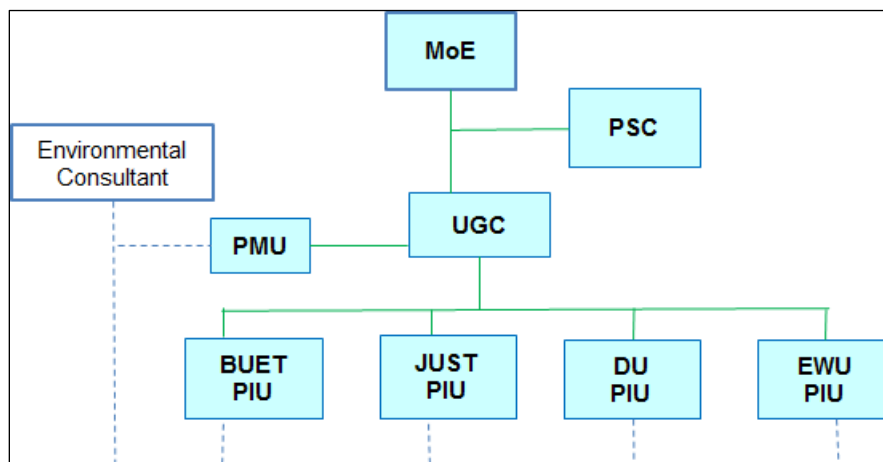 MoE
PSC
Environmental
Consultant
UGC
PMU
BUET
PIU
JUST
PIU
DU
PIU
EWU
PIU